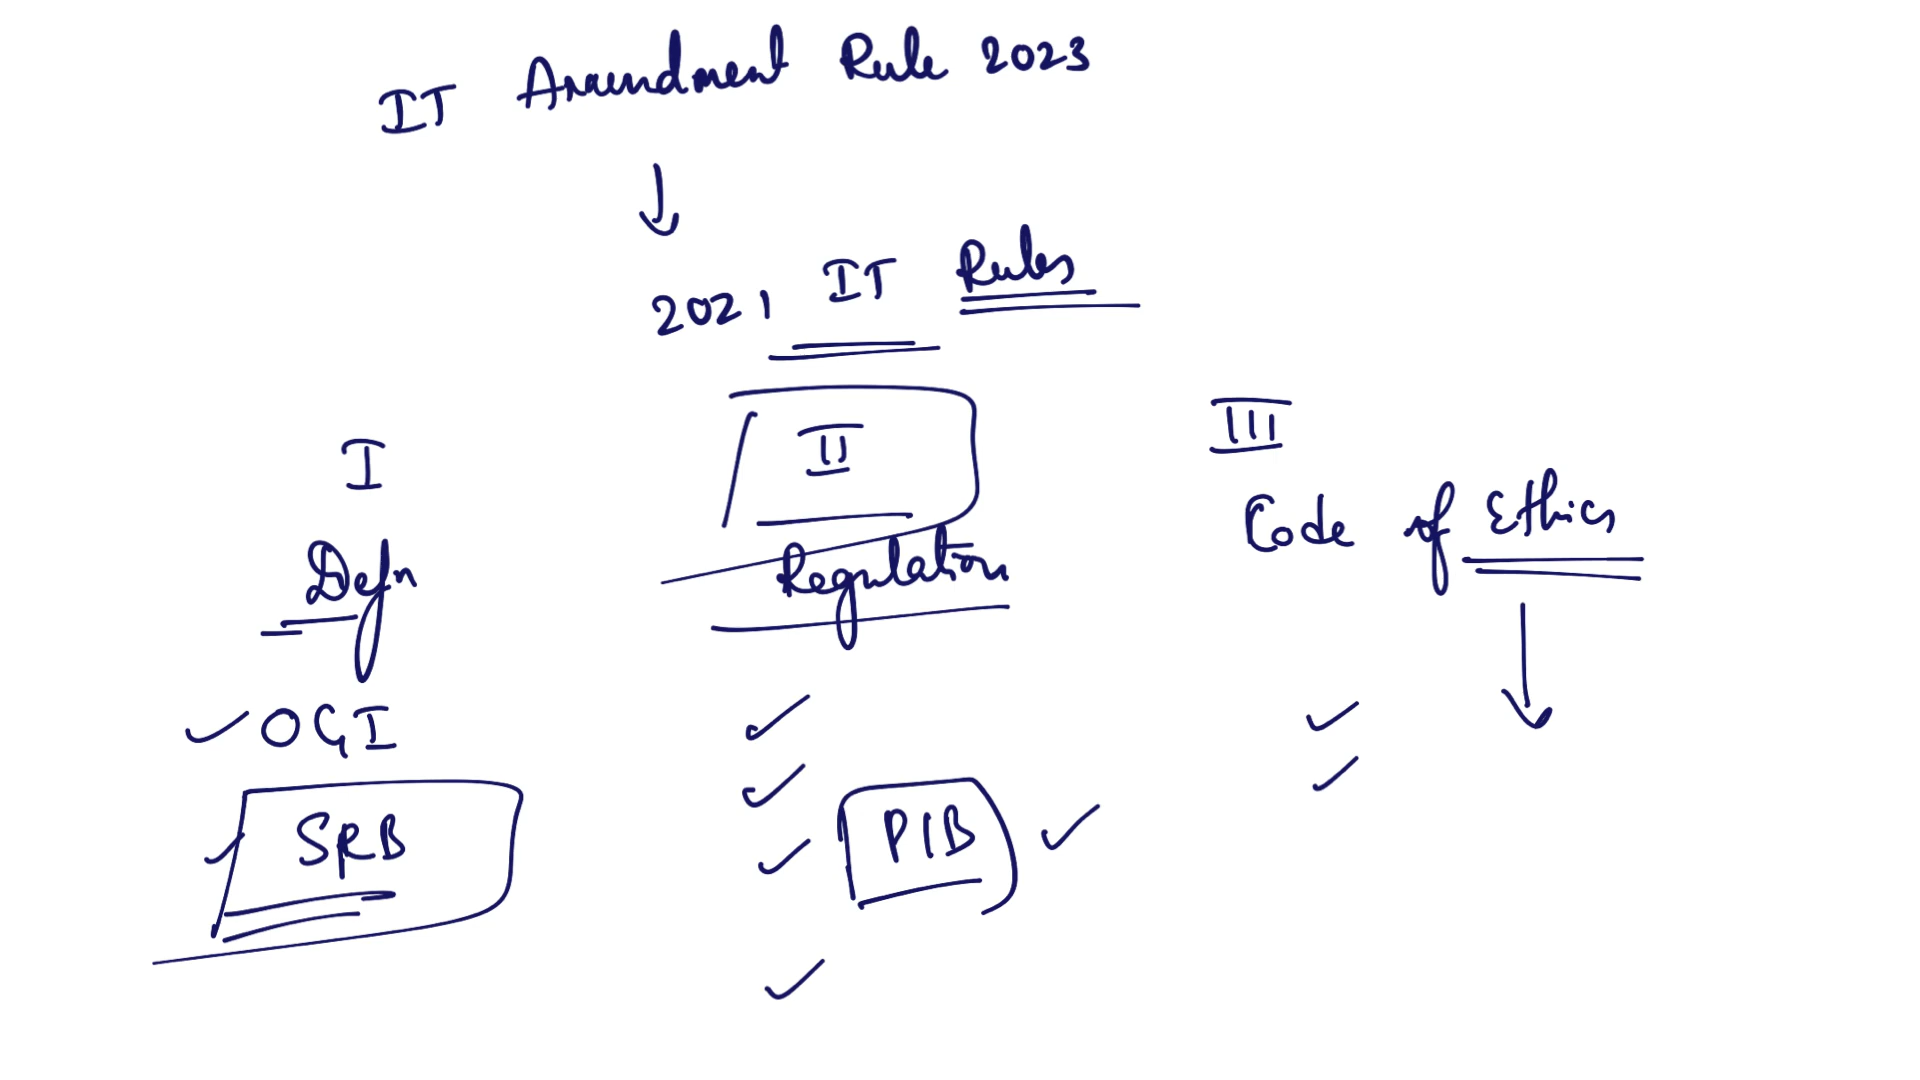 IT Amendment Rule 2023
2021 IT Rules
I
Defn
OGI
SRB
II
Regulation
PIB
III
Code of Ethics